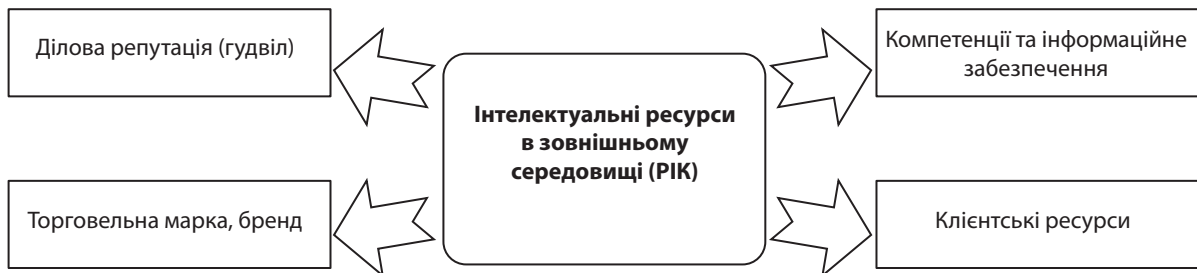 Ділова репутація (гудвіл)
Компетенції та інформаційне
забезпечення
Інтелектуальні ресурси
в зовнішньому
середовищі (РІК)
Торговельна марка, бренд
Клієнтські ресурси